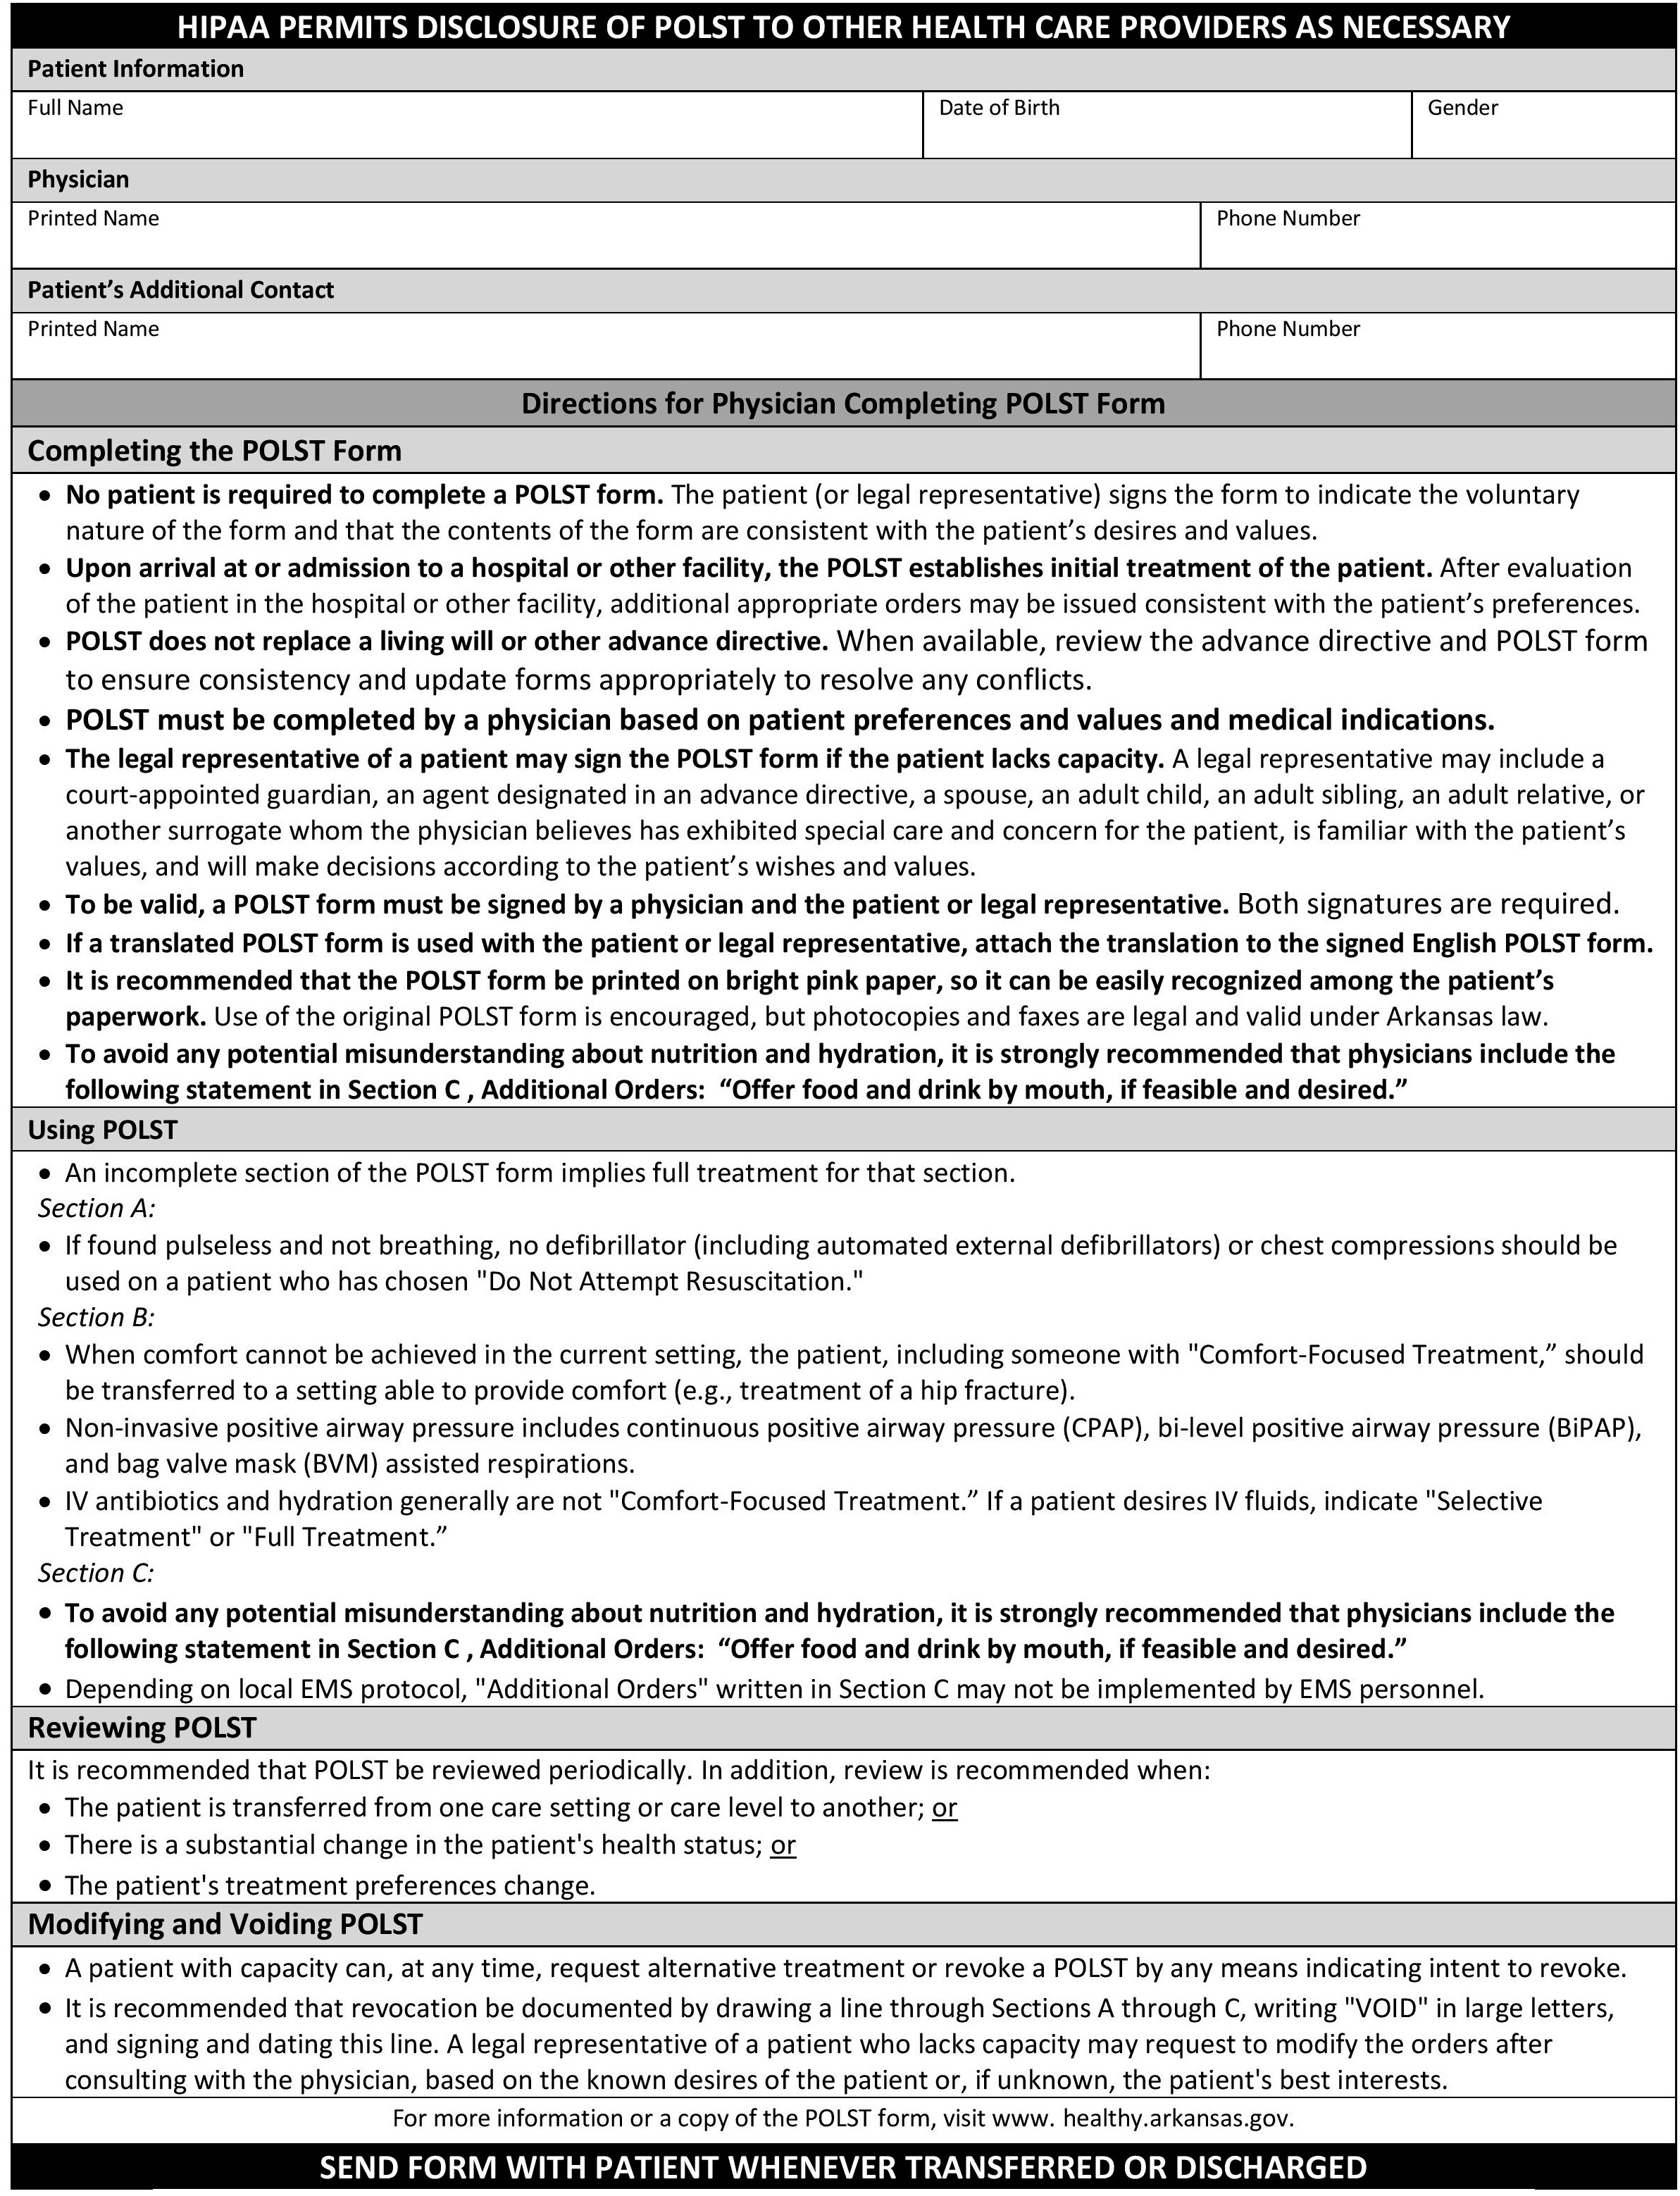 HIPAA PERMITS DISCLOSURE OF POLST TO OTHER HEALTH CARE PROVIDERS AS NECESSARY
Patient Information
Full Name Date of Birth Gender
Physician
Printed Name Phone Number
Patient’s Additional Contact
Printed Name Phone Number
Directions for Physician Completing POLST Form
Completing the POLST Form
• No patient is required to complete a POLST form. The patient (or legal representative) signs the form to indicate the voluntary
nature of the form and that the contents of the form are consistent with the patient’s desires and values.
• Upon arrival at or admission to a hospital or other facility, the POLST establishes initial treatment of the patient. After evaluation
of the patient in the hospital or other facility, additional appropriate orders may be issued consistent with the patient’s preferences.
• POLST does not replace a living will or other advance directive. When available, review the advance directive and POLST form
to ensure consistency and update forms appropriately to resolve any conflicts.
• POLST must be completed by a physician based on patient preferences and values and medical indications.
• The legal representative of a patient may sign the POLST form if the patient lacks capacity. A legal representative may include a
court-appointed guardian, an agent designated in an advance directive, a spouse, an adult child, an adult sibling, an adult relative, or
another surrogate whom the physician believes has exhibited special care and concern for the patient, is familiar with the patient’s
values, and will make decisions according to the patient’s wishes and values.
• To be valid, a POLST form must be signed by a physician and the patient or legal representative. Both signatures are required.
• If a translated POLST form is used with the patient or legal representative, attach the translation to the signed English POLST form.
• It is recommended that the POLST form be printed on bright pink paper, so it can be easily recognized among the patient’s
paperwork. Use of the original POLST form is encouraged, but photocopies and faxes are legal and valid under Arkansas law.
• To avoid any potential misunderstanding about nutrition and hydration, it is strongly recommended that physicians include the
following statement in Section C , Additional Orders: “Offer food and drink by mouth, if feasible and desired.”
Using POLST
• An incomplete section of the POLST form implies full treatment for that section.
Section A:
• If found pulseless and not breathing, no defibrillator (including automated external defibrillators) or chest compressions should be
used on a patient who has chosen "Do Not Attempt Resuscitation."
Section B:
• When comfort cannot be achieved in the current setting, the patient, including someone with "Comfort-Focused Treatment,” should
be transferred to a setting able to provide comfort (e.g., treatment of a hip fracture).
• Non-invasive positive airway pressure includes continuous positive airway pressure (CPAP), bi-level positive airway pressure (BiPAP),
and bag valve mask (BVM) assisted respirations.
• IV antibiotics and hydration generally are not "Comfort-Focused Treatment.” If a patient desires IV fluids, indicate "Selective
Treatment" or "Full Treatment.”
Section C:
• To avoid any potential misunderstanding about nutrition and hydration, it is strongly recommended that physicians include the
following statement in Section C , Additional Orders: “Offer food and drink by mouth, if feasible and desired.”
• Depending on local EMS protocol, "Additional Orders" written in Section C may not be implemented by EMS personnel.
Reviewing POLST
It is recommended that POLST be reviewed periodically. In addition, review is recommended when:
• The patient is transferred from one care setting or care level to another; or
• There is a substantial change in the patient's health status; or
• The patient's treatment preferences change.
Modifying and Voiding POLST
• A patient with capacity can, at any time, request alternative treatment or revoke a POLST by any means indicating intent to revoke.
• It is recommended that revocation be documented by drawing a line through Sections A through C, writing "VOID" in large letters,
and signing and dating this line. A legal representative of a patient who lacks capacity may request to modify the orders after
consulting with the physician, based on the known desires of the patient or, if unknown, the patient's best interests.
For more information or a copy of the POLST form, visit www. healthy.arkansas.gov.
SEND FORM WITH PATIENT WHENEVER TRANSFERRED OR DISCHARGED